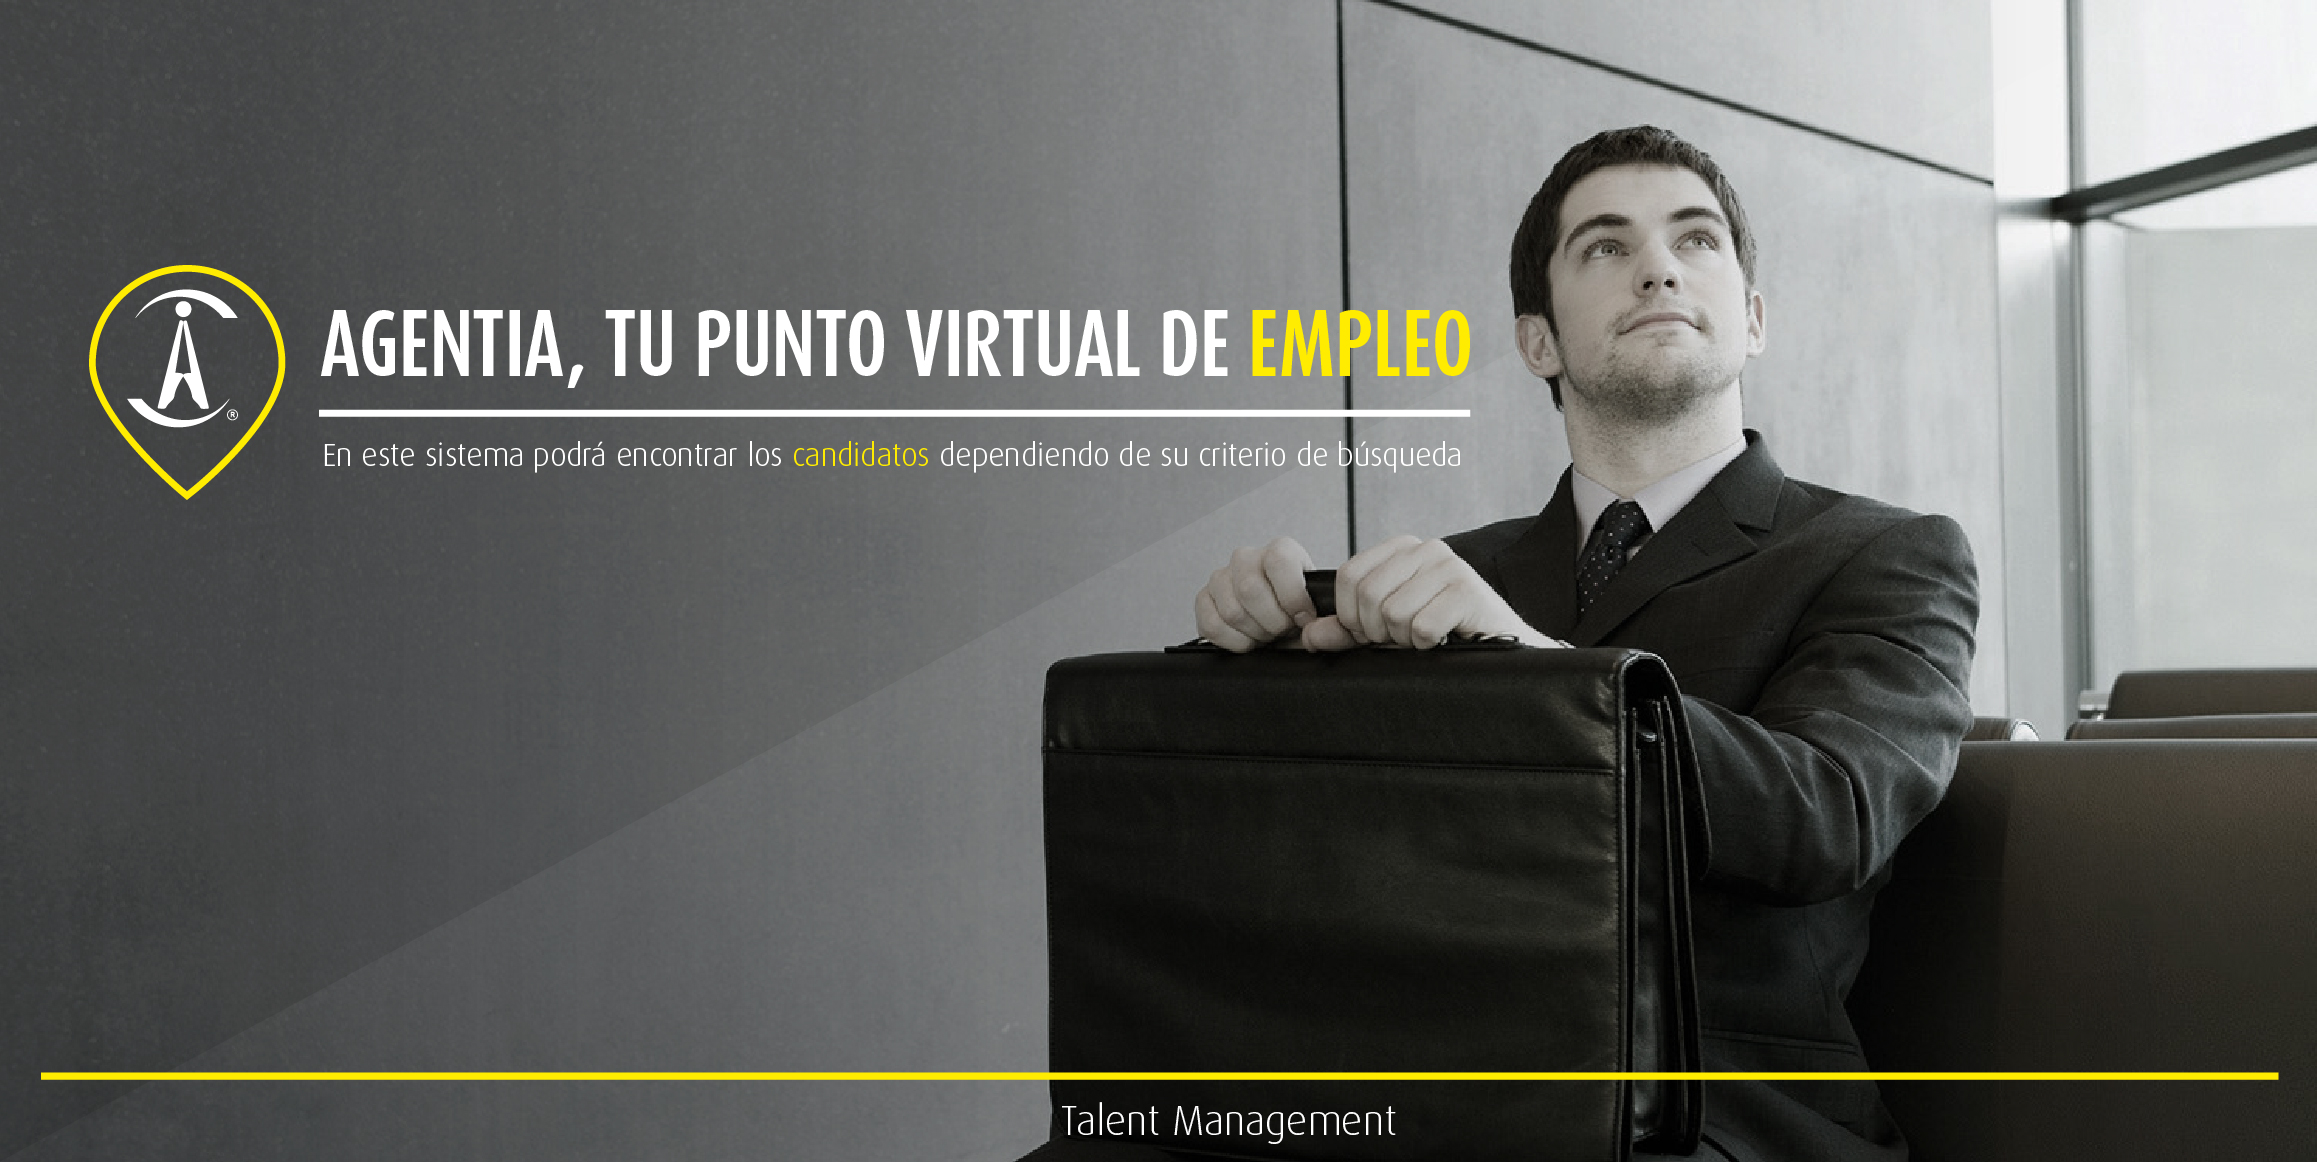 AGENTIA, TU PUNTO VIRTUAL DE EMPLEO
En este sistema podrá encontrar los candidatos dependiendo de su criterio de búsqueda
®
Talent Management